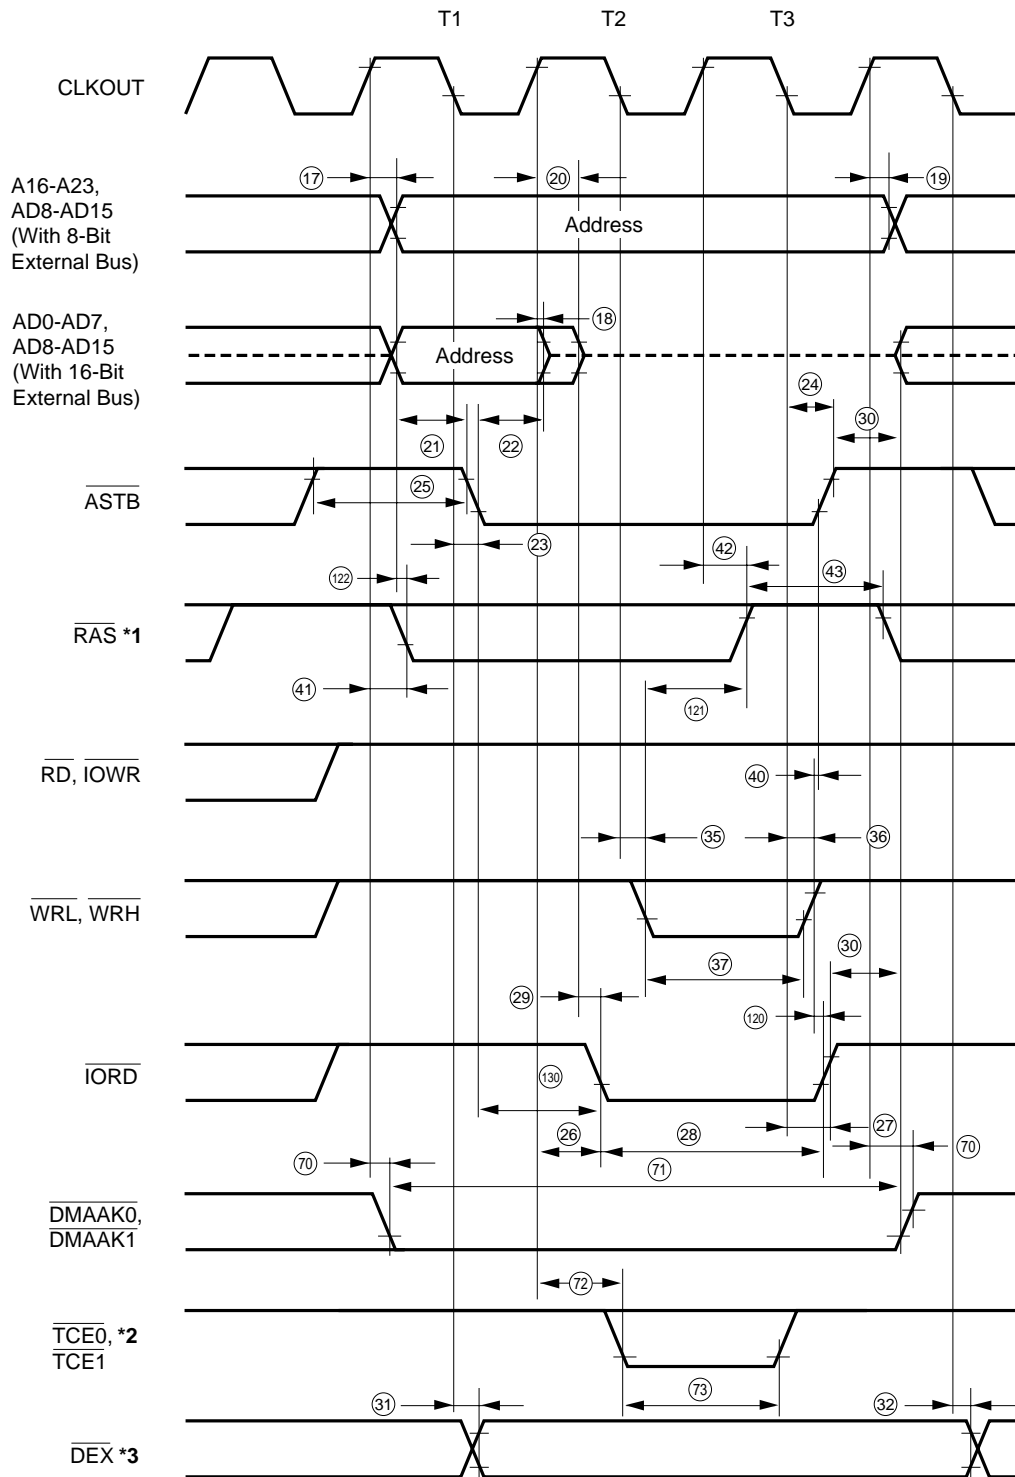 T1 T2 T3
CLKOUT
A16-A23,
AD8-AD15
(With 8-Bit
External Bus)
17 20 19
Address
AD0-AD7,
AD8-AD15
(With 16-Bit
External Bus)
18
Address
24
30
21 22
ASTB
25
23
42
122
43
RAS *1
41
121
RD, IOWR
40
35 36
WRL, WRH
37
30
29
120
IORD
130
26 28 27
70 71 70
DMAAK0,
DMAAK1
72
TCE0, *2
TCE1
73
31 32
DEX *3